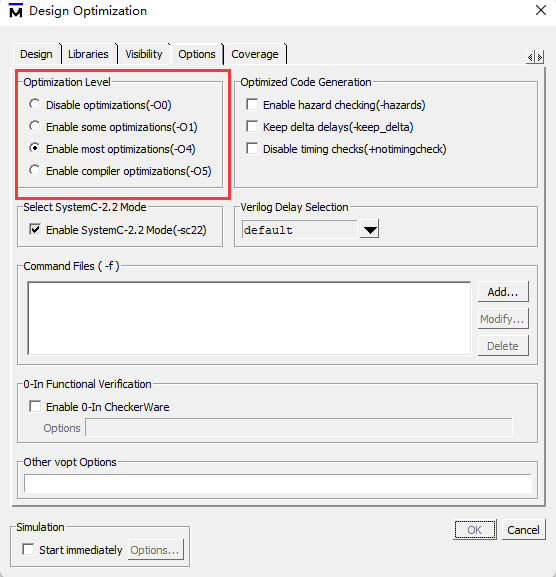 Design Optimization
Design
Libraries
Visibility
Options
Coverage
Optimization Level
Disable optimizations(-O0)
Enable some optimizations(-O1)
Enable most optimizations(-O4)
Enable compiler optimizations(-O5)
Optimized Code Generation
Enable hazard checking(-hazards)
Keep delta delays(-keep_delta)
Disable timing checks(+notimingcheck)
Select SystemC-2.2 Mode
Enable SystemC-2.2 Mode(-sc22)
Verilog Delay Selection
default
Command Files ( -f )
Add...
Modify...
Delete
0-In Functional Verification
Enable 0-In CheckerWare
Options
Other vopt Options
Simulation
Start immediately
Options...
OK
Cancel